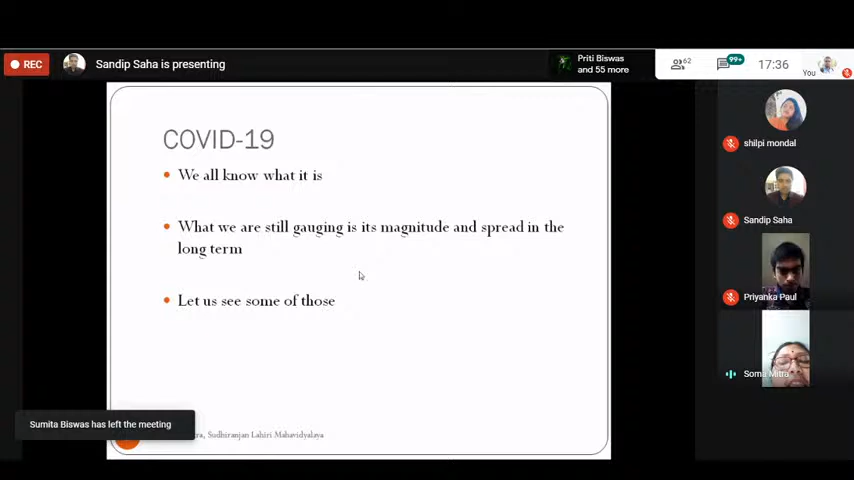 REC
Sandip Saha is presenting
Priti Biswas
and 55 more
62
99+
17:36
You
COVID-19
We all know what it is
What we are still gauging is its magnitude and spread in the
long term
Let us see some of those
Sudhiranjan Lahiri Mahavidyalaya
Sumita Biswas has left the meeting
shilpi mondal
Sandip Saha
Priyanka Paul
Soma Mitra